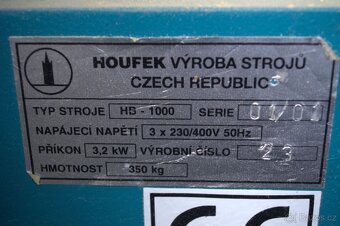 HOUFEK VÝROBA STROJŮ
CZECH REPUBLIC
TYP STROJE HB - 1000 SERIE 01/01
NAPÁJECÍ NAPĚTÍ 3 x 230/400V 50Hz
PŘÍKON 3,2 kW VÝROBNÍ ČÍSLO 23
HMOTNOST 350 kg
CE